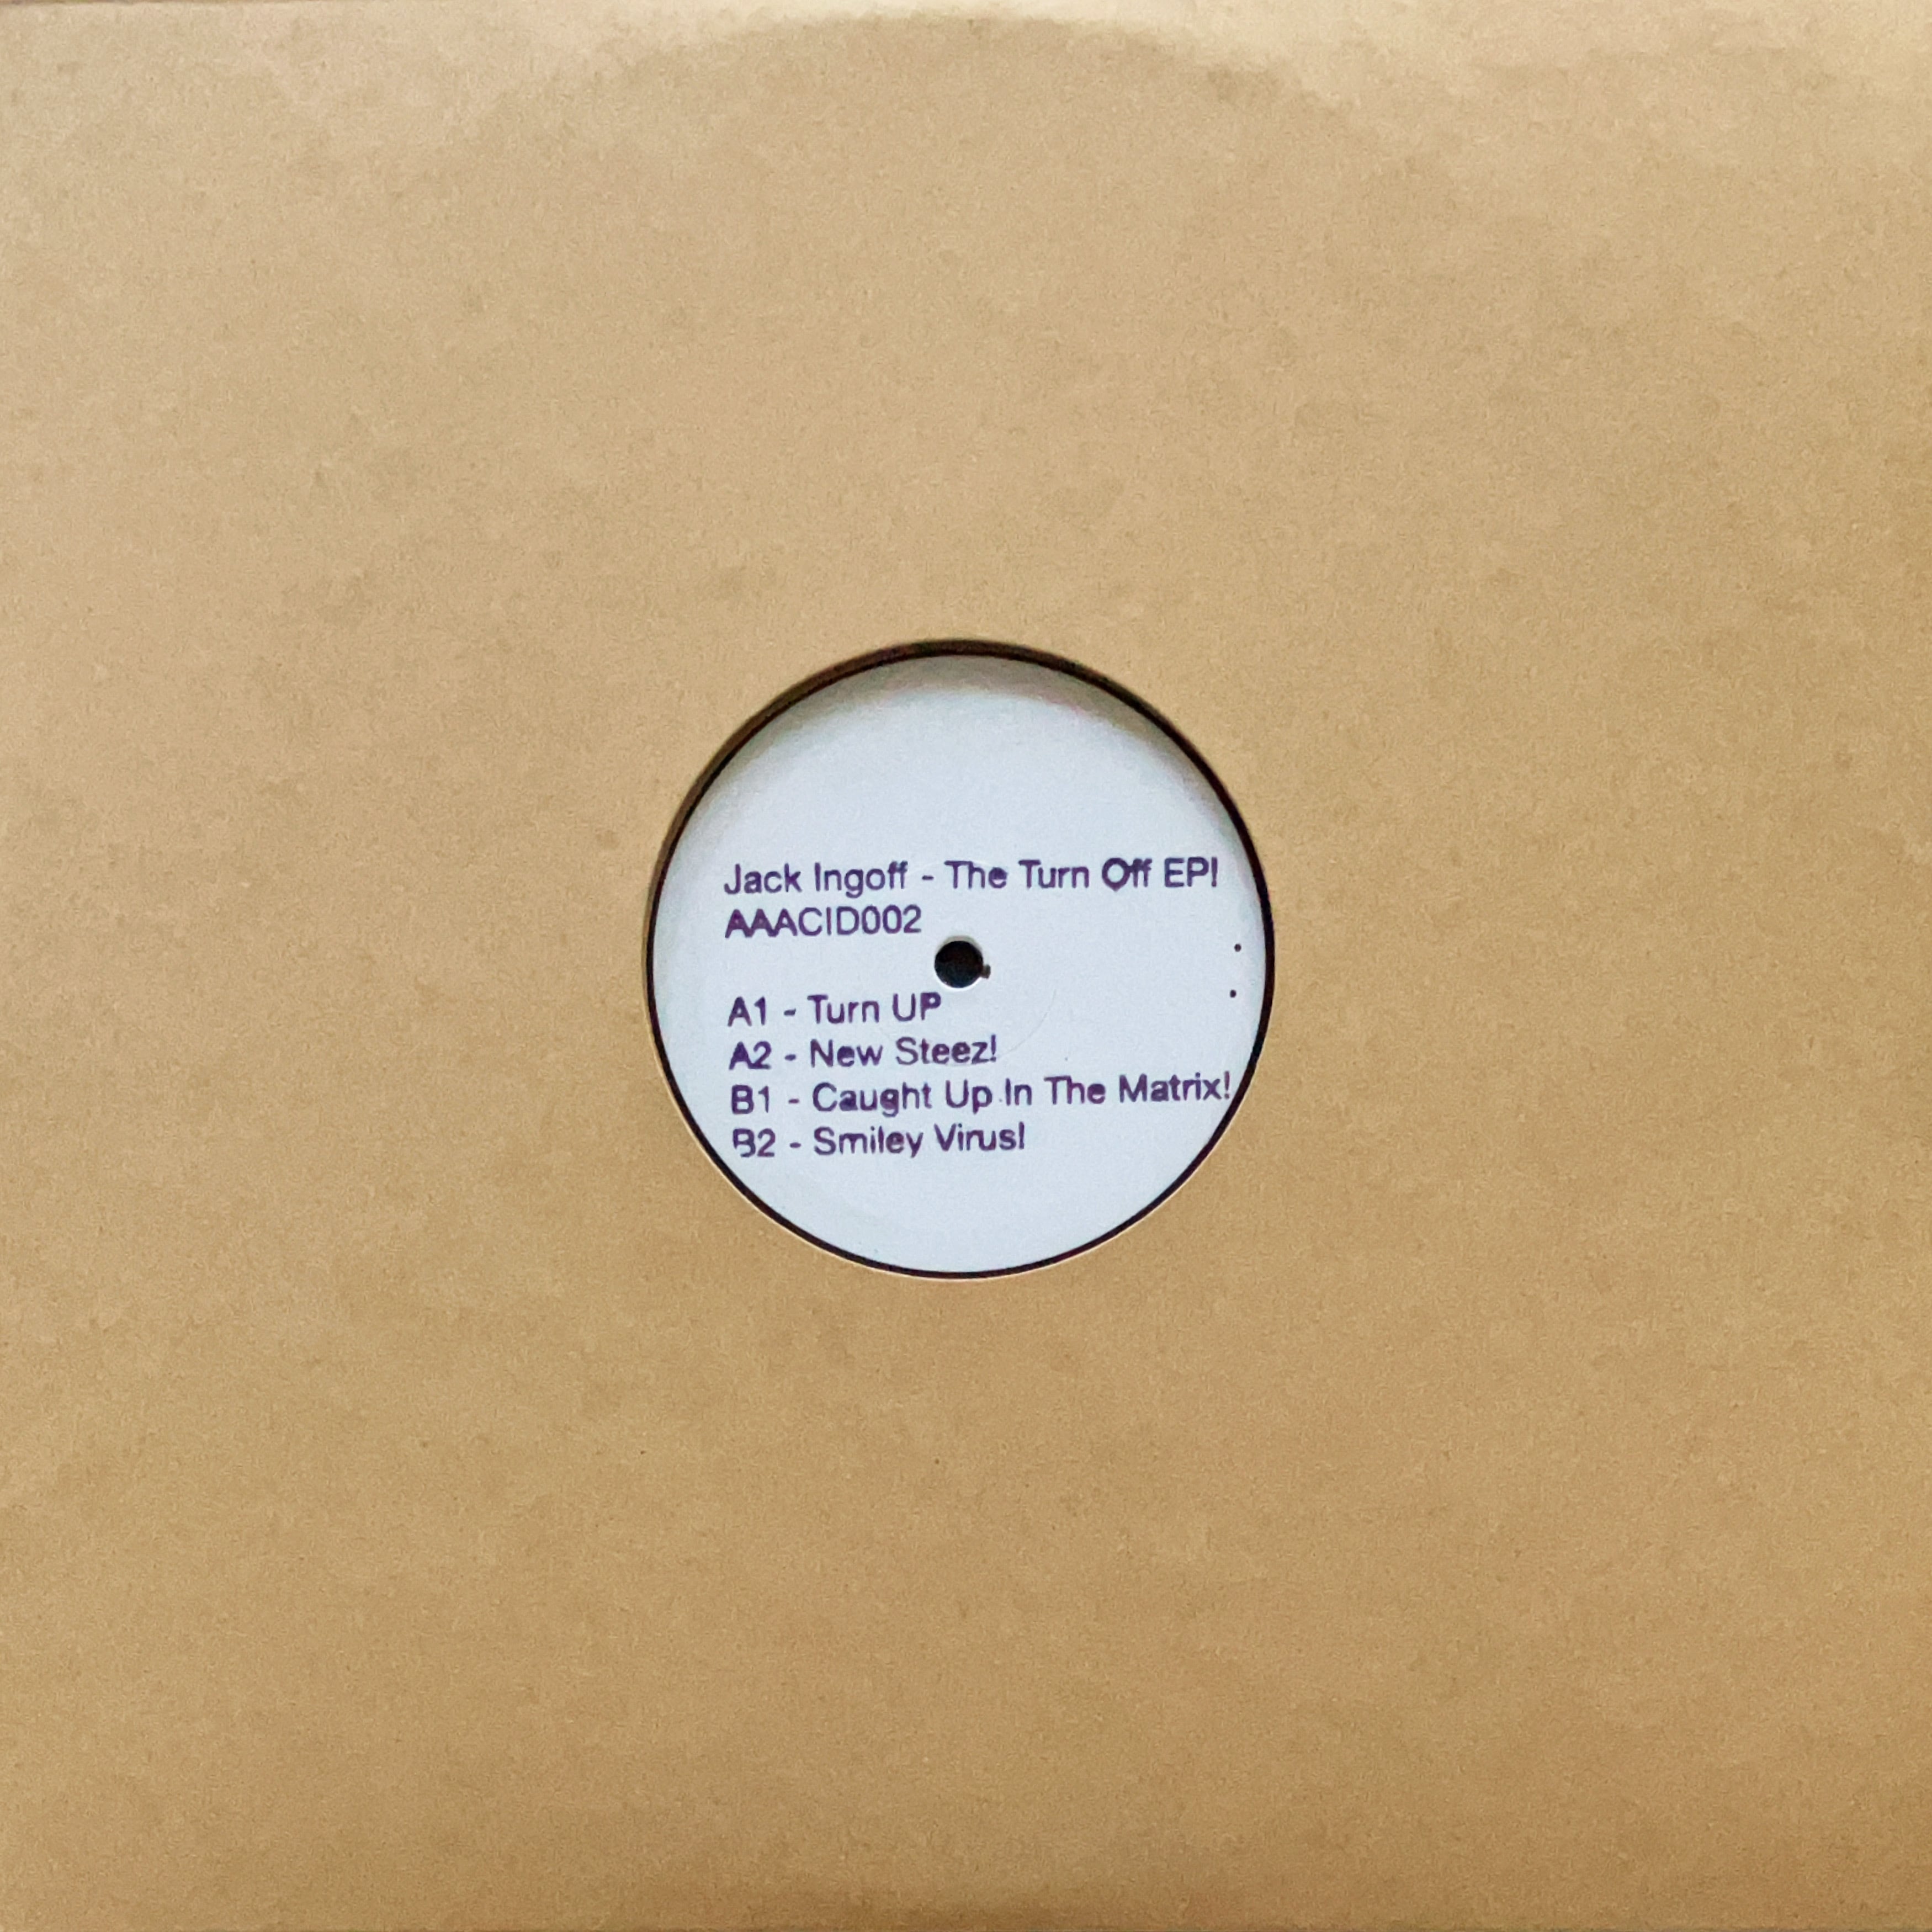 Jack Ingoff - The Turn Off EP!
AAACID002
A1 - Turn UP
A2 - New Steez!
B1 - Caught Up In The Matrix!
B2 - Smiley Virus!